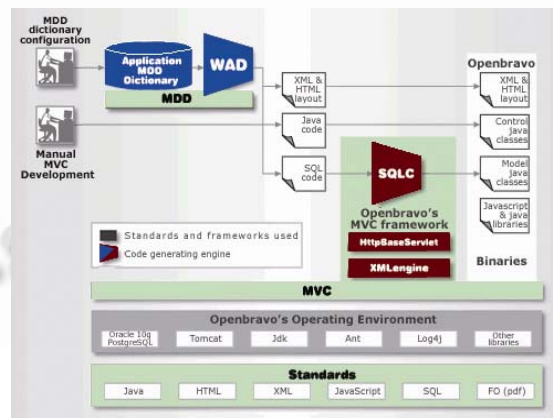 MDD
dictionary
configuration
Application
MDD
Dictionary
WAD
MDD
Manual
MVC
Development
XML &
HTML
layout
Java
code
SQL
code
SQLC
Openbravo's
MVC framework
HttpBaseServlet
XMLengine
Openbravo
XML &
HTML
layout
Control
java
classes
Model
java
classes
Javascript
& java
libraries
Binaries
Standards and frameworks used
Code generating engine
MVC
Openbravo's Operating Environment
Oracle 10g
PostgreSQL
Tomcat
Jdk
Ant
Log4j
Other
libraries
Standards
Java
HTML
XML
JavaScript
SQL
FO (pdf)